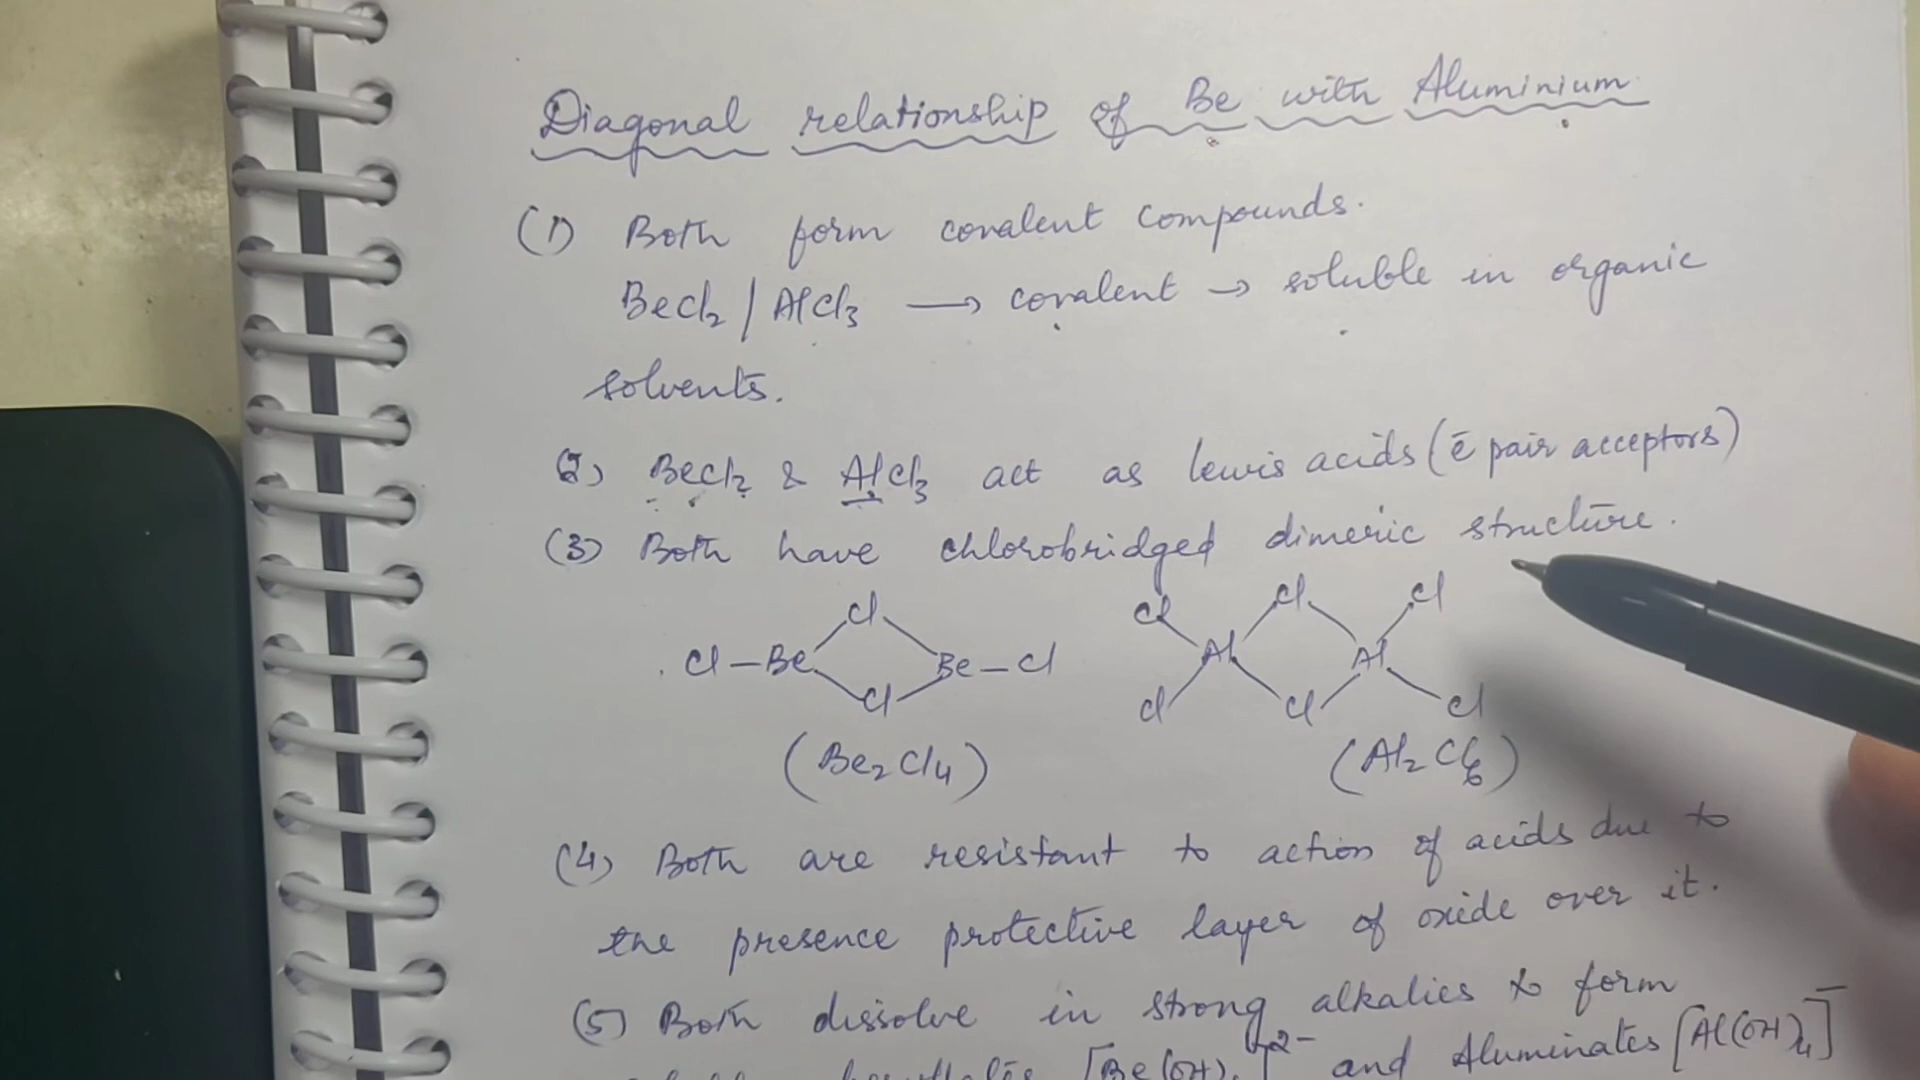 Diagonal relationship of Be with Aluminium
(1) Both form covalent compounds.
BeCl2 / AlCl3 → covalent → soluble in organic
solvents.
(2) BeCl2 & AlCl3 act as lewis acids (ē pair acceptors)
(3) Both have chlorobridged dimeric structure.
Cl Cl Cl Cl
Cl – Be Be – Cl Al Al
Cl Cl Cl Cl
(Be2Cl4) (Al2Cl6)
(4) Both are resistant to action of acids due to
the presence protective layer of oxide over it.
(5) Both dissolve in strong alkalies to form
[Be(OH)4]2- and Aluminates [Al(OH)4]-